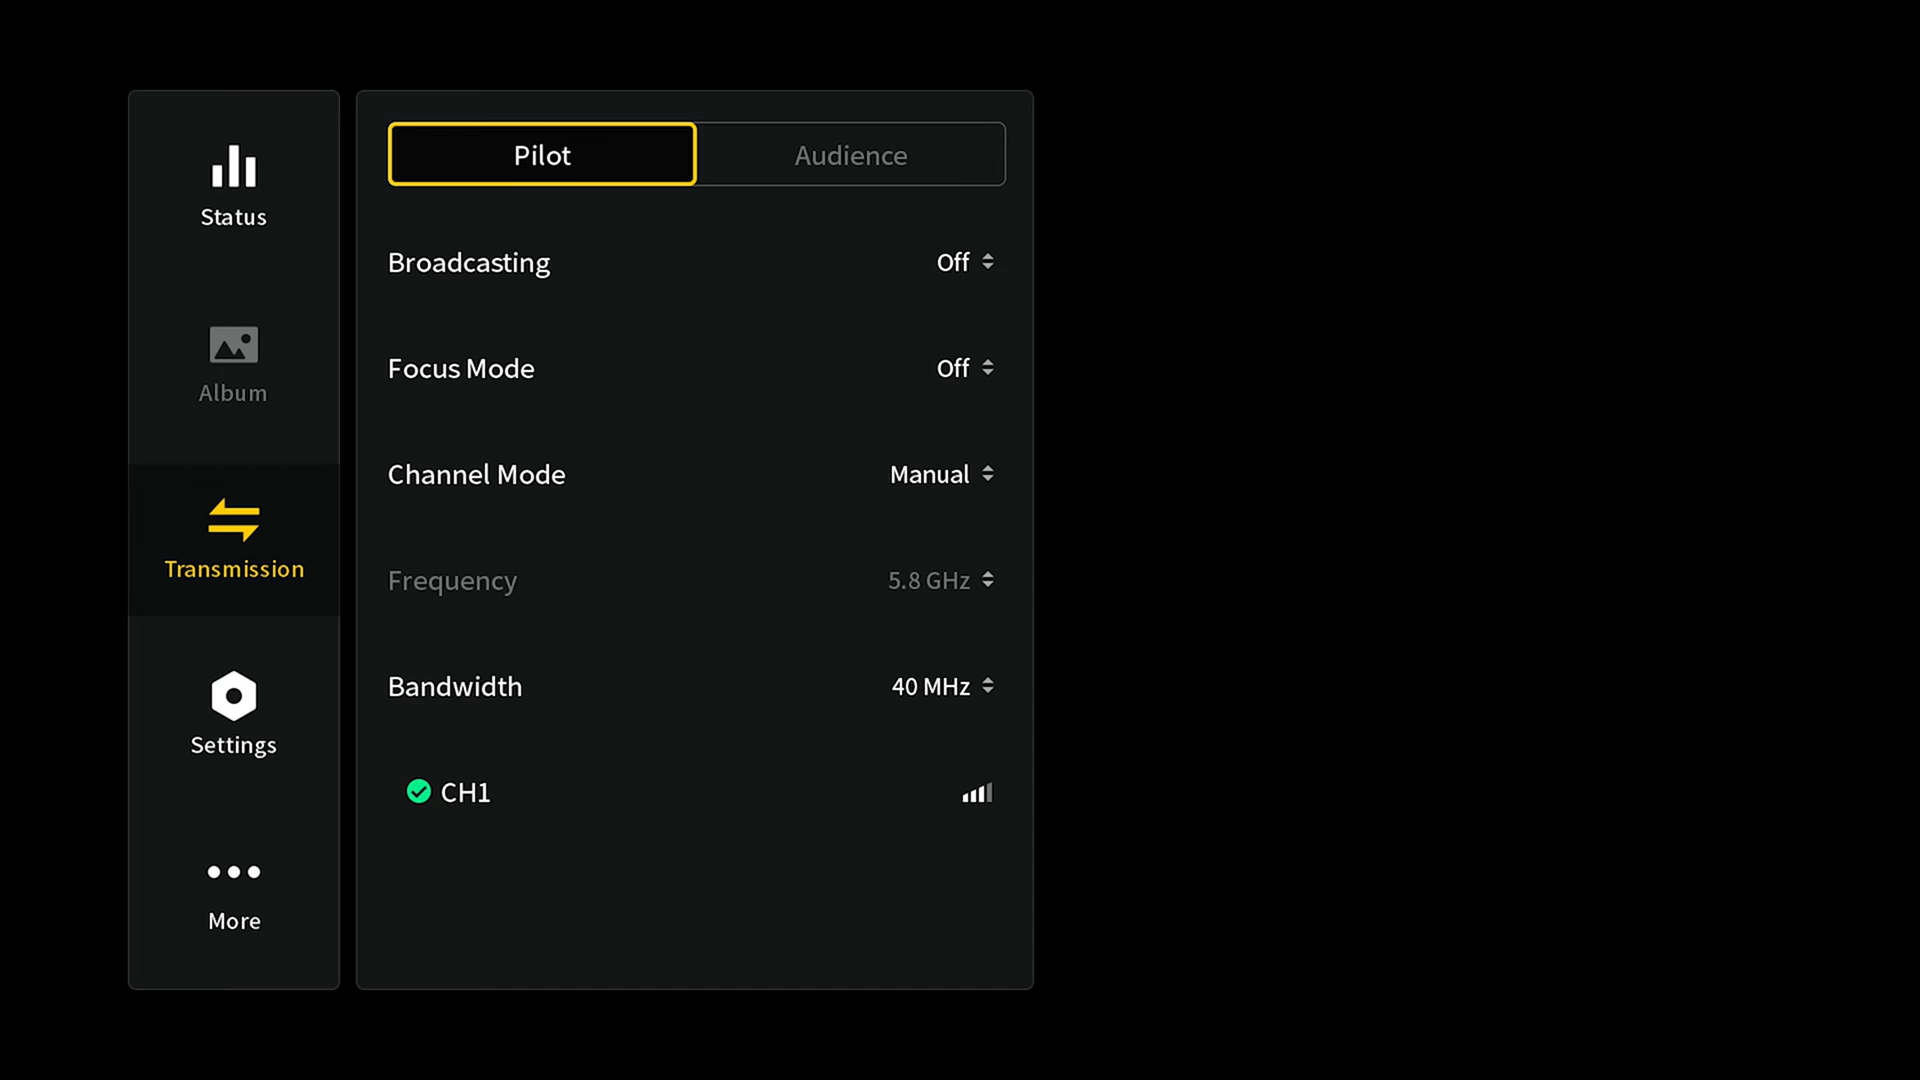 Status
Album
Transmission
Settings
More
Pilot
Audience
Broadcasting Off
Focus Mode Off
Channel Mode Manual
Frequency 5.8 GHz
Bandwidth 40 MHz
CH1